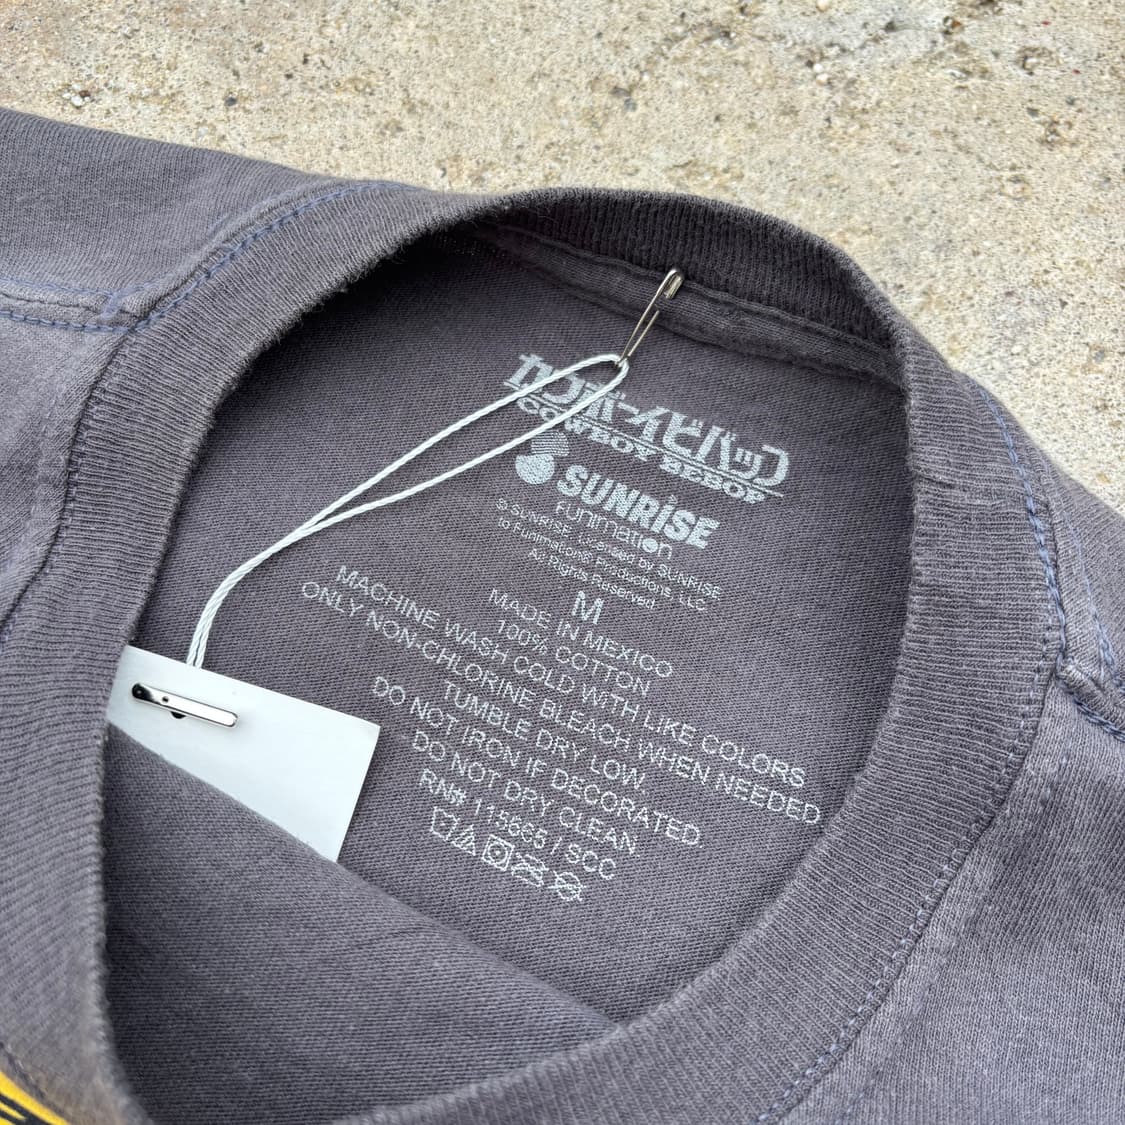 カウボーイビバップ
COWBOY BEBOP
SUNRISE
FUNimation
© SUNRISE Licensed by SUNRISE
to Funimation® Productions, LLC
All Rights Reserved
M
MADE IN MEXICO
100% COTTON
MACHINE WASH COLD WITH LIKE COLORS
ONLY NON-CHLORINE BLEACH WHEN NEEDED
TUMBLE DRY LOW.
DO NOT IRON IF DECORATED.
DO NOT DRY CLEAN.
RN# 115665 / SCC